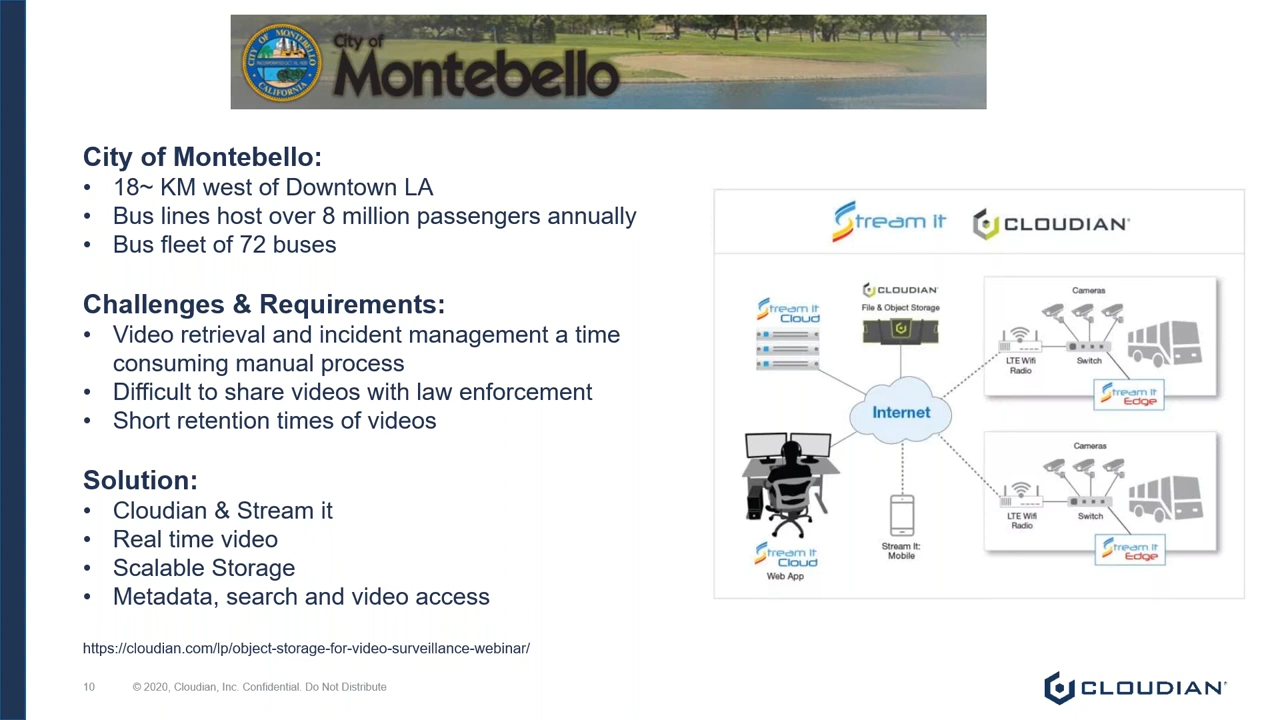 CITY OF MONTEBELLO
CALIFORNIA
City of
Montebello
City of Montebello:
• 18~ KM west of Downtown LA
• Bus lines host over 8 million passengers annually
• Bus fleet of 72 buses
Challenges & Requirements:
• Video retrieval and incident management a time
consuming manual process
• Difficult to share videos with law enforcement
• Short retention times of videos
Solution:
• Cloudian & Stream it
• Real time video
• Scalable Storage
• Metadata, search and video access
https://cloudian.com/lp/object-storage-for-video-surveillance-webinar/
Stream it
CLOUDIAN®
Stream it
Cloud
CLOUDIAN
File & Object Storage
Cameras
LTE Wifi
Radio
Switch
Stream it
Edge
Internet
Cameras
LTE Wifi
Radio
Switch
Stream it
Edge
Stream it
Cloud
Web App
Stream It:
Mobile
10
© 2020, Cloudian, Inc. Confidential. Do Not Distribute
CLOUDIAN®